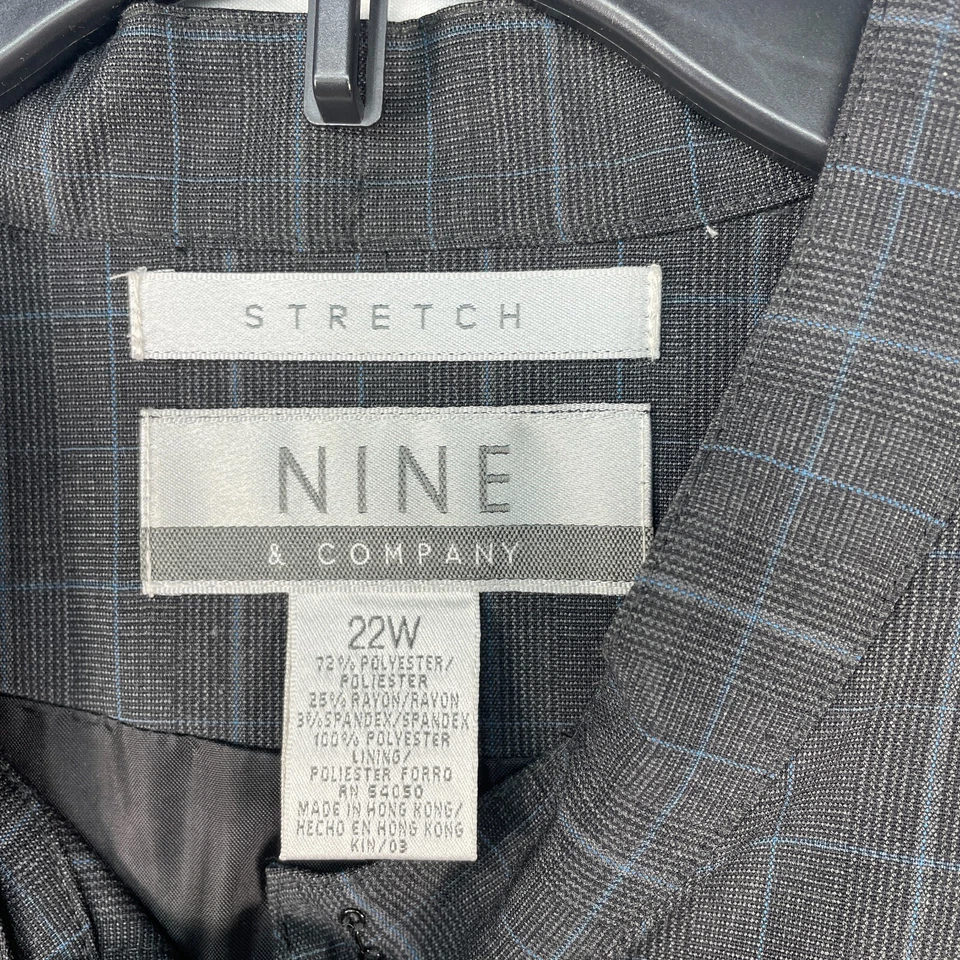 STRETCH
NINE
& COMPANY
22W
72% POLYESTER/
POLIESTER
25% RAYON/RAYON
3% SPANDEX/SPANDEX
100% POLYESTER
LINING/
POLIESTER FORRO
RN 54050
MADE IN HONG KONG/
HECHO EN HONG KONG
KIN/03